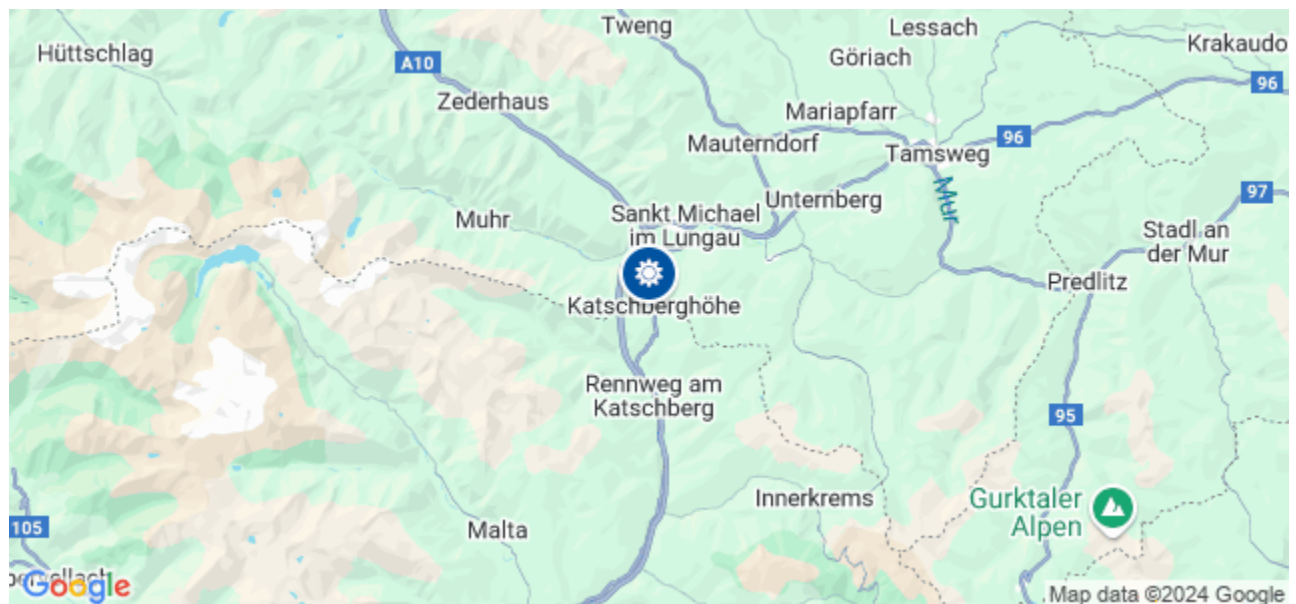 Tweng
Lessach
Hüttschlag
Krakaudo
Göriach
A10
96
Zederhaus
Mariapfarr
96
Mauterndorf
Tamsweg
Mur
97
Unternberg
Muhr
Sankt Michael
im Lungau
Stadl an
der Mur
Predlitz
Katschberghöhe
Rennweg am
Katschberg
95
Innerkrems
Gurktaler
Alpen
105
Malta
Google
Map data ©2024 Google